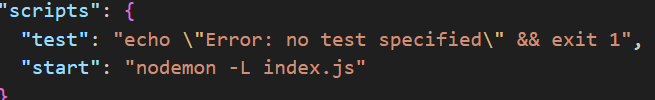 "scripts": {
"test": "echo \"Error: no test specified\" && exit 1",
"start": "nodemon -L index.js"
}